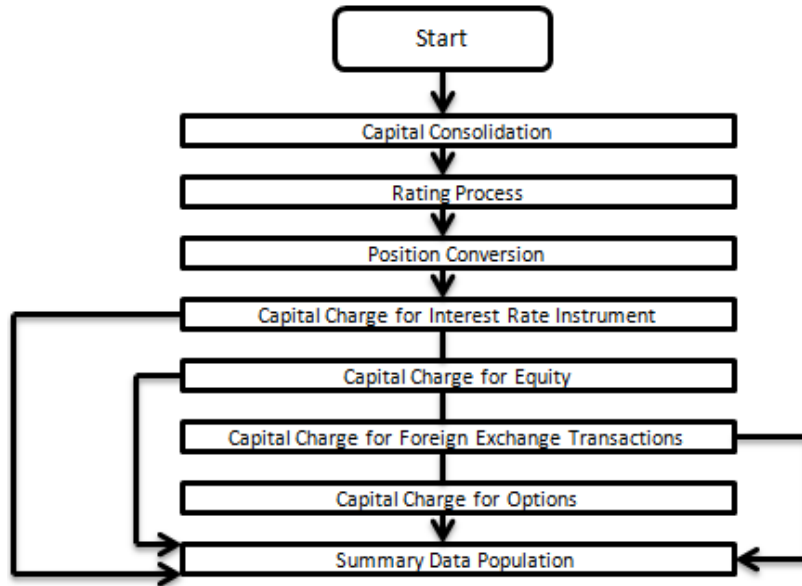 Start
Capital Consolidation
Rating Process
Position Conversion
Capital Charge for Interest Rate Instrument
Capital Charge for Equity
Capital Charge for Foreign Exchange Transactions
Capital Charge for Options
Summary Data Population